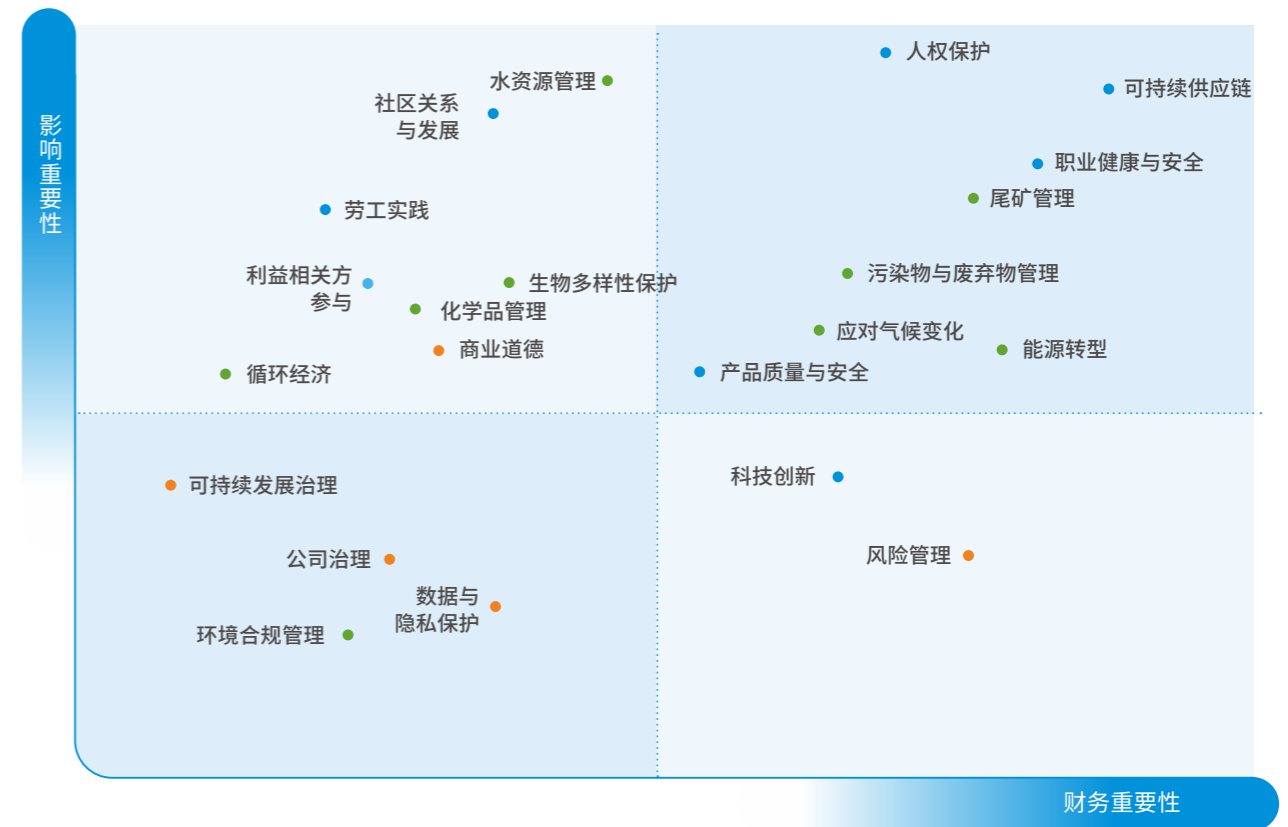 影响重要性
人权保护
水资源管理
可持续供应链
社区关系
与发展
职业健康与安全
尾矿管理
劳工实践
利益相关方
参与
生物多样性保护
污染物与废弃物管理
化学品管理
应对气候变化
商业道德
能源转型
循环经济
产品质量与安全
可持续发展治理
科技创新
公司治理
风险管理
数据与
隐私保护
环境合规管理
财务重要性